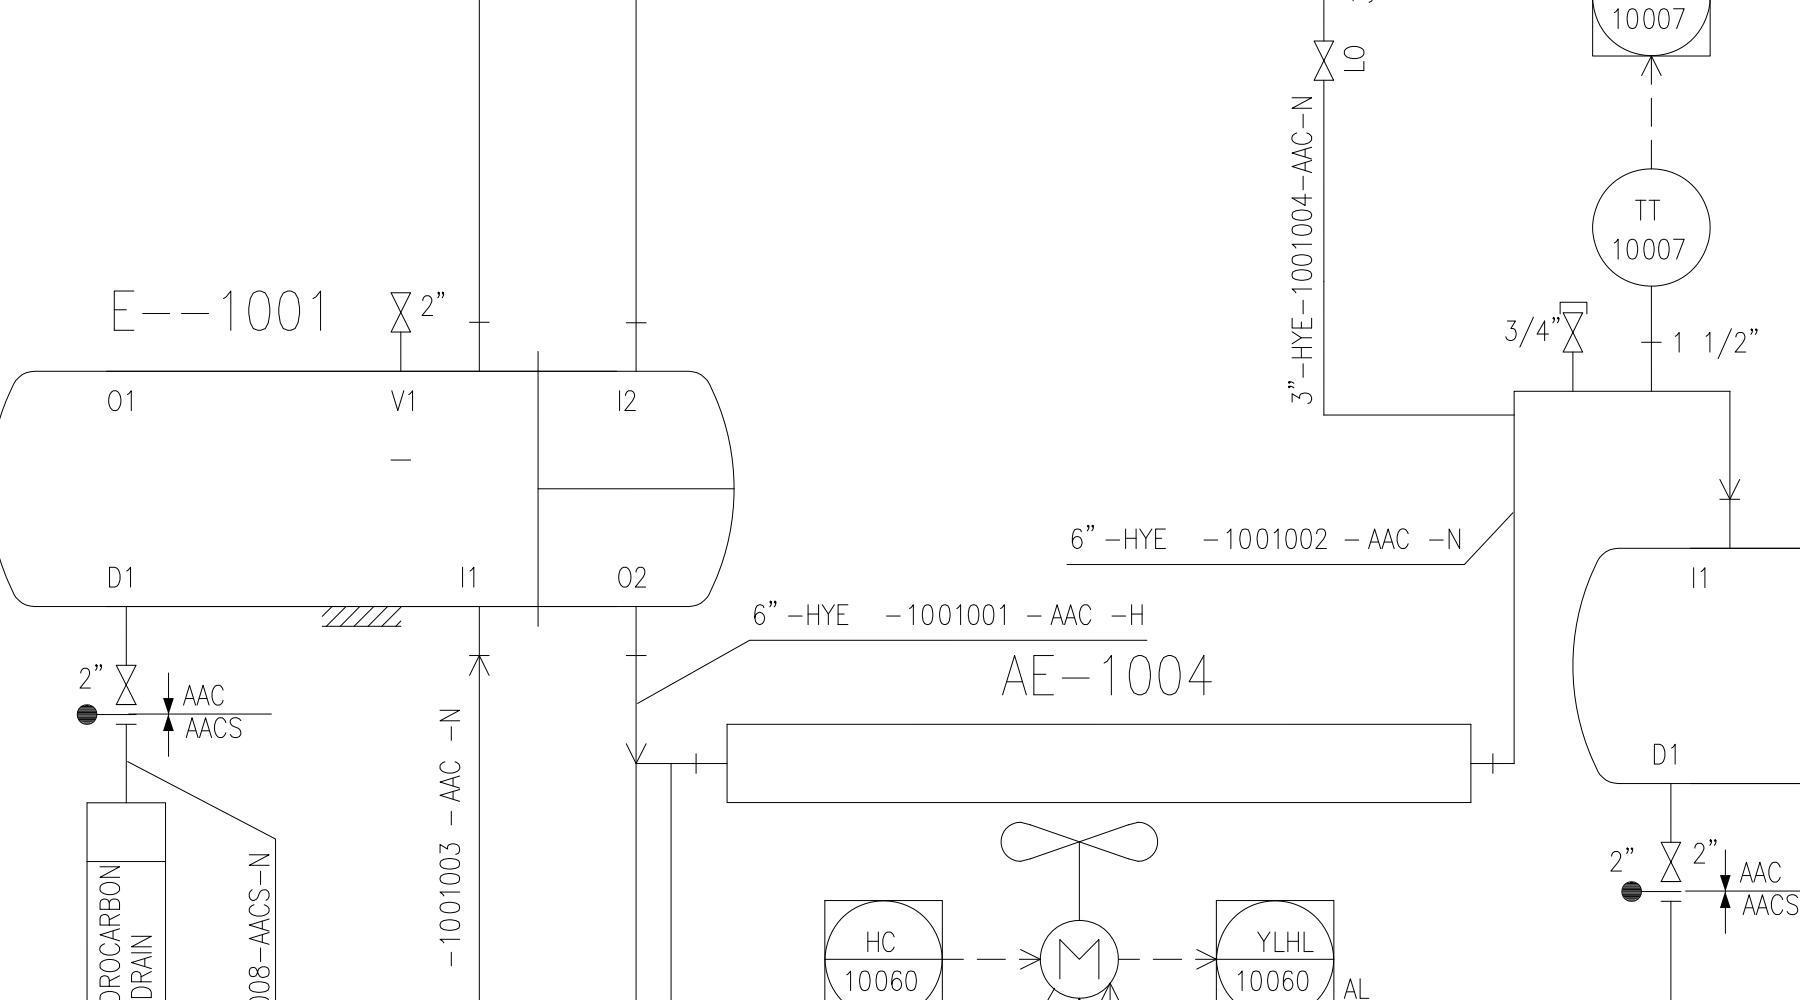 10007
LO
3"-HYE-1001004-AAC-N
TT
10007
E--1001
2"
3/4"
1 1/2"
O1
V1
I2
6" -HYE -1001002 - AAC -N
D1
I1
O2
I1
6" -HYE -1001001 - AAC -H
AE-1004
2"
AAC
AACS
-1001003 - AAC -N
D1
008-AACS-N
DROCARBON
DRAIN
2"
2"
AAC
AACS
HC
10060
M
YLHL
10060
AL